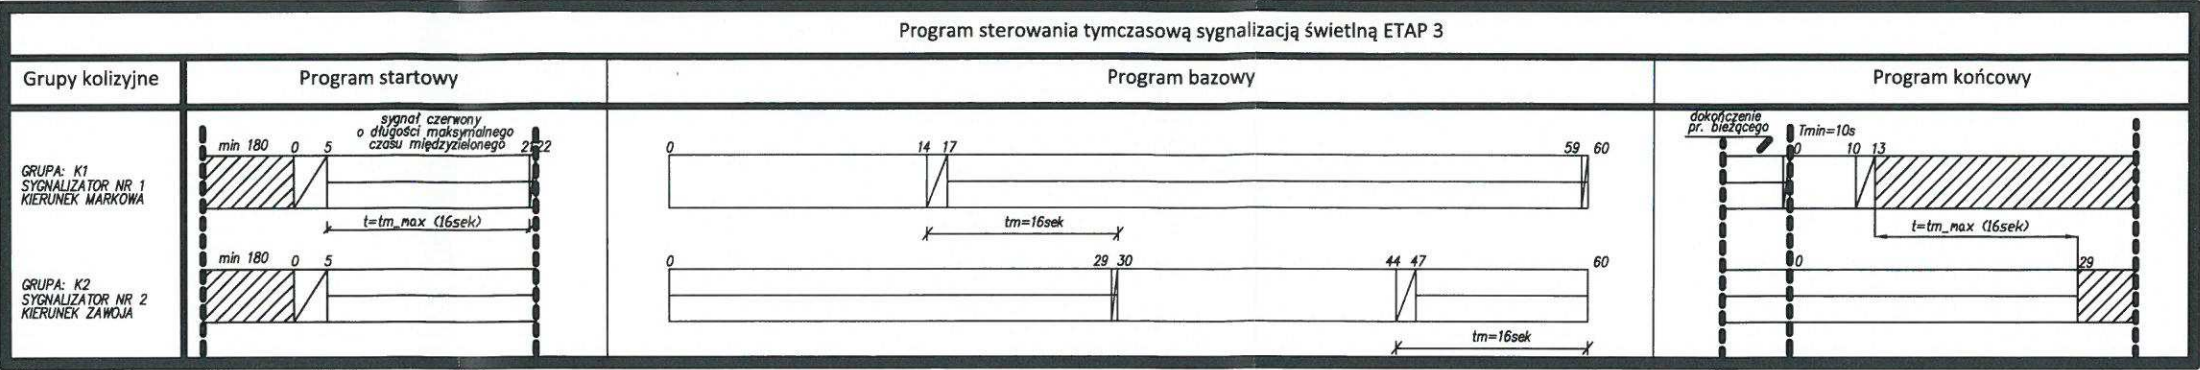 Program sterowania tymczasową sygnalizacją świetlną ETAP 3
Grupy kolizyjne
Program startowy
Program bazowy
Program końcowy
GRUPA: K1
SYGNALIZATOR NR 1
KIERUNEK MARKOWA
min 180 0 5
sygnał czerwony
o długości maksymalnego
czasu międzyzielonego
21 22
t=tm_max (16sek)
0 14 17 59 60
tm=16sek
dokończenie
pr. bieżącego
Tmin=10s
0 10 13
t=tm_max (16sek)
GRUPA: K2
SYGNALIZATOR NR 2
KIERUNEK ZAWOJA
min 180 0 5
0 29 30 44 47 60
tm=16sek
0 29